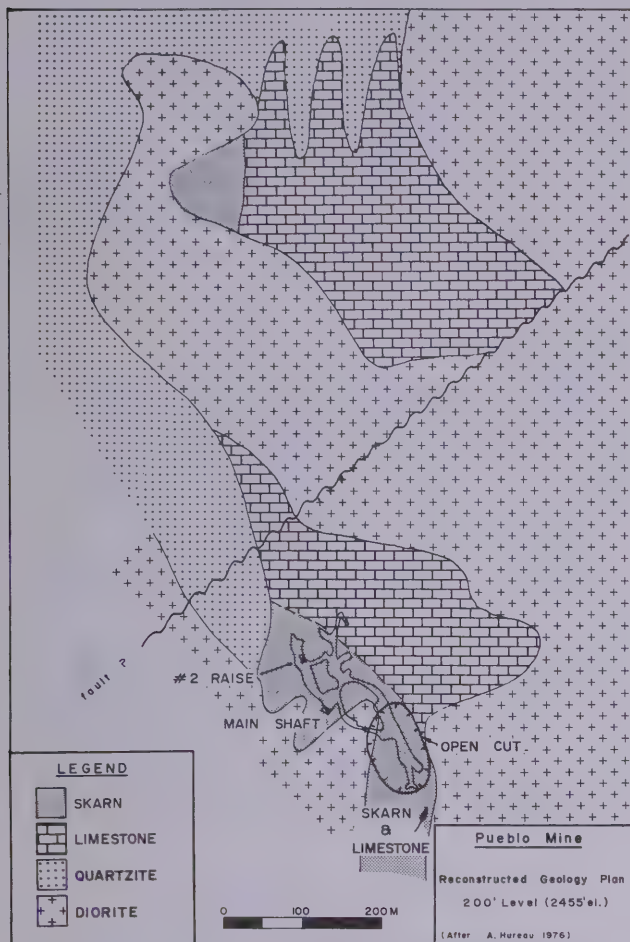 fault ?
#2 RAISE
MAIN SHAFT
OPEN CUT
SKARN
&
LIMESTONE
LEGEND
SKARN
LIMESTONE
QUARTZITE
DIORITE
0 100 200 M
Pueblo Mine
Reconstructed Geology Plan
200' Level (2455'el.)
(After A. Hureau 1976)